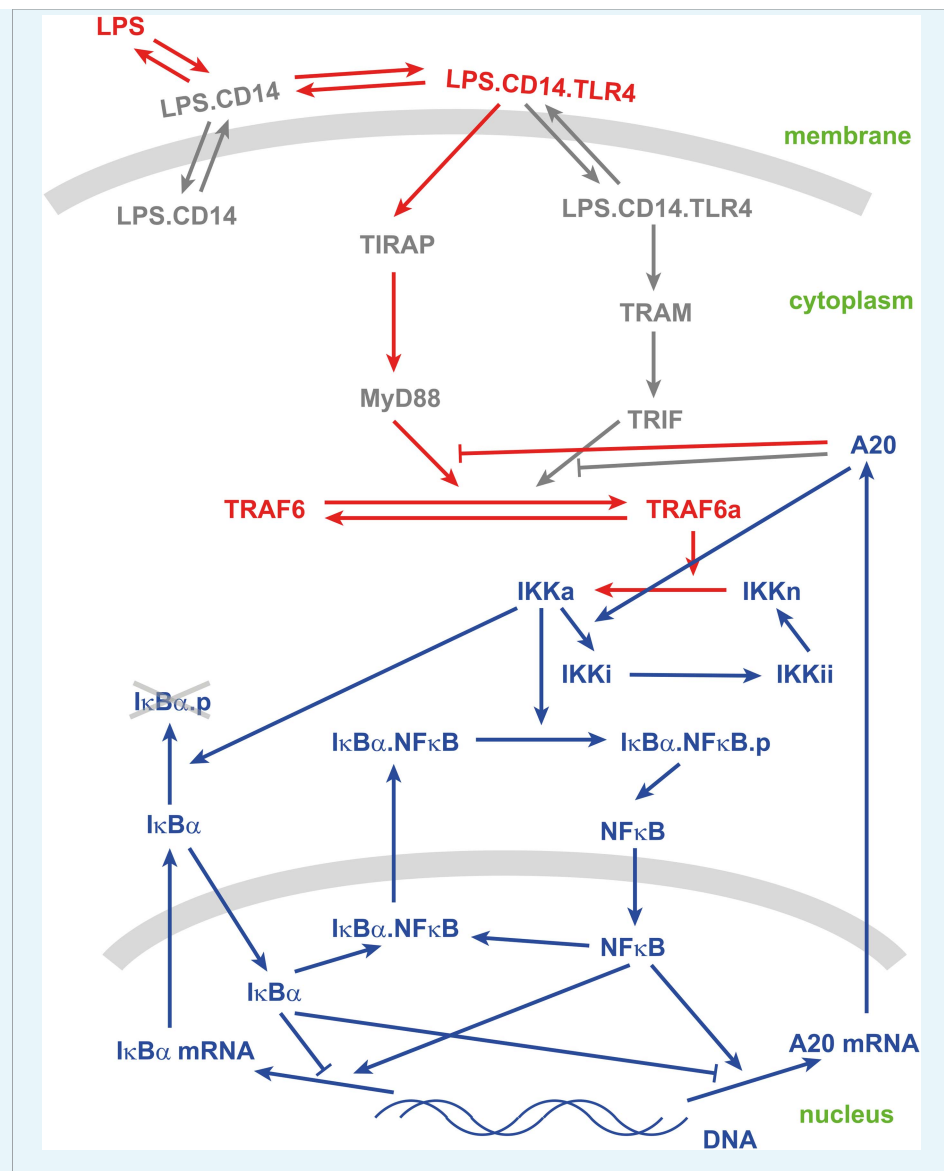 LPS
LPS.CD14
LPS.CD14.TLR4
membrane
LPS.CD14
LPS.CD14.TLR4
TIRAP
cytoplasm
TRAM
MyD88
TRIF
A20
TRAF6
TRAF6a
IKKa
IKKn
IKKi
IKKii
IκBα.p
IκBα.NFκB
IκBα.NFκB.p
IκBα
NFκB
IκBα.NFκB
NFκB
IκBα
IκBα mRNA
A20 mRNA
nucleus
DNA